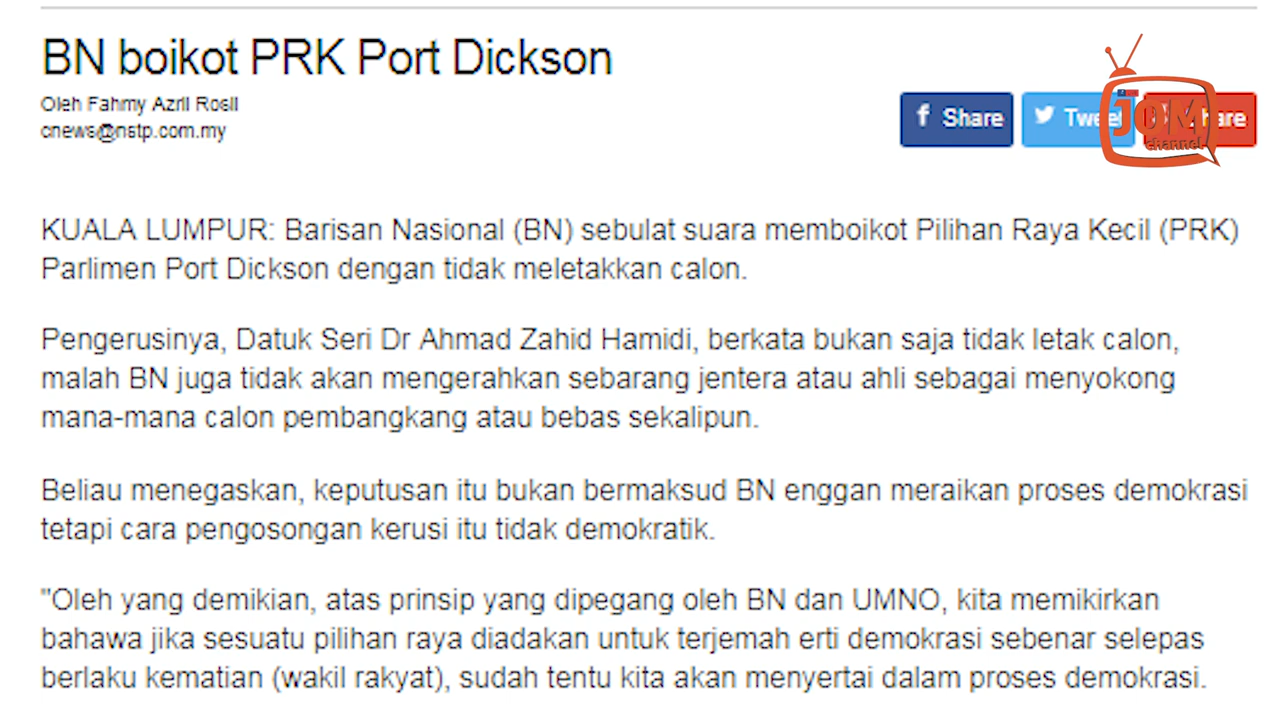 BN boikot PRK Port Dickson
Oleh Fahmy Azril Rosli
cnews@nstp.com.my
Share
Tweet
Share
JOM
channel
KUALA LUMPUR: Barisan Nasional (BN) sebulat suara memboikot Pilihan Raya Kecil (PRK)
Parlimen Port Dickson dengan tidak meletakkan calon.
Pengerusinya, Datuk Seri Dr Ahmad Zahid Hamidi, berkata bukan saja tidak letak calon,
malah BN juga tidak akan mengerahkan sebarang jentera atau ahli sebagai menyokong
mana-mana calon pembangkang atau bebas sekalipun.
Beliau menegaskan, keputusan itu bukan bermaksud BN enggan meraikan proses demokrasi
tetapi cara pengosongan kerusi itu tidak demokratik.
"Oleh yang demikian, atas prinsip yang dipegang oleh BN dan UMNO, kita memikirkan
bahawa jika sesuatu pilihan raya diadakan untuk terjemah erti demokrasi sebenar selepas
berlaku kematian (wakil rakyat), sudah tentu kita akan menyertai dalam proses demokrasi.